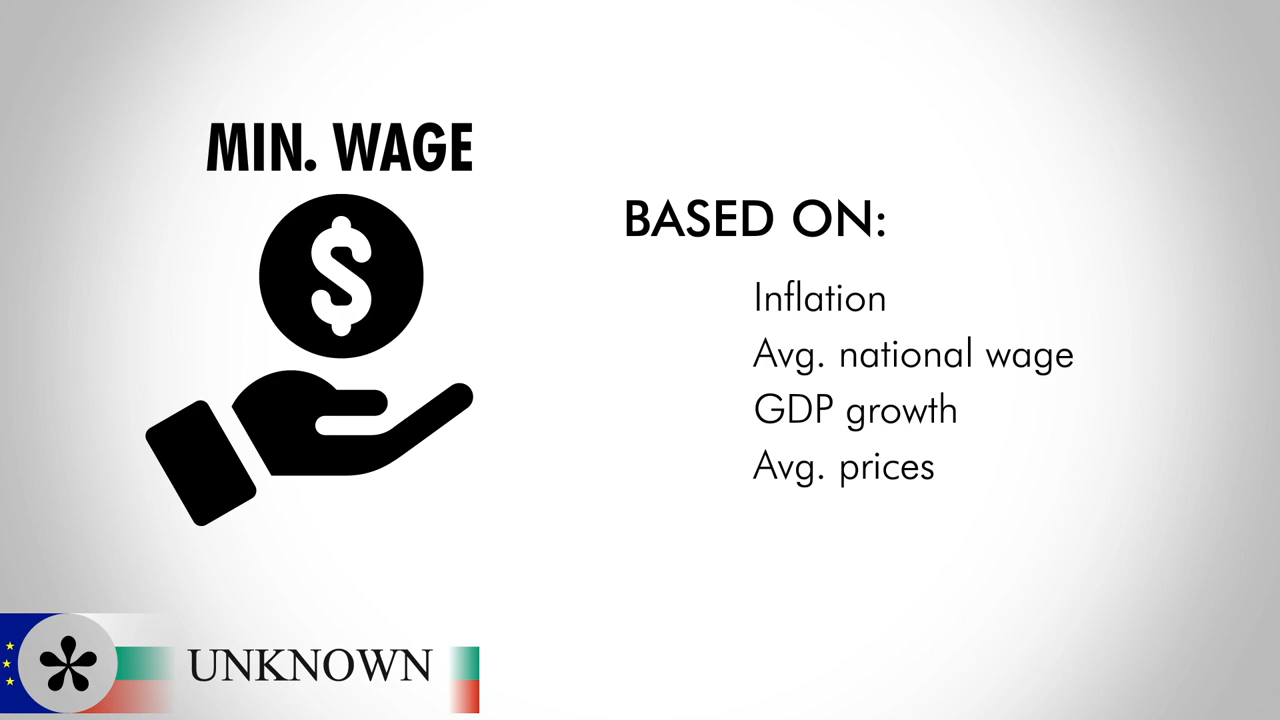 MIN. WAGE
$
BASED ON:
Inflation
Avg. national wage
GDP growth
Avg. prices
UNKNOWN